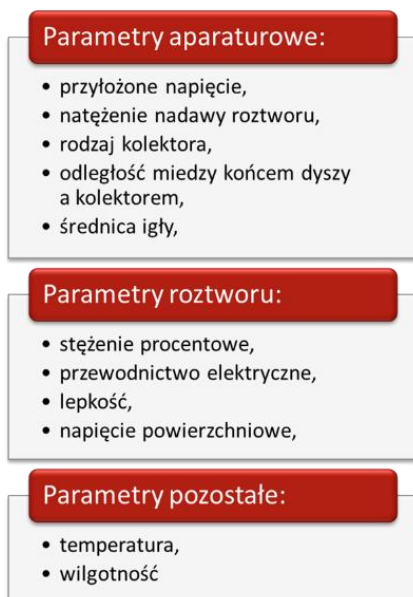 Parametry aparaturowe:
• przyłożone napięcie,
• natężenie nadawy roztworu,
• rodzaj kolektora,
• odległość miedzy końcem dyszy
a kolektorem,
• średnica igły,
Parametry roztworu:
• stężenie procentowe,
• przewodnictwo elektryczne,
• lepkość,
• napięcie powierzchniowe,
Parametry pozostałe:
• temperatura,
• wilgotność